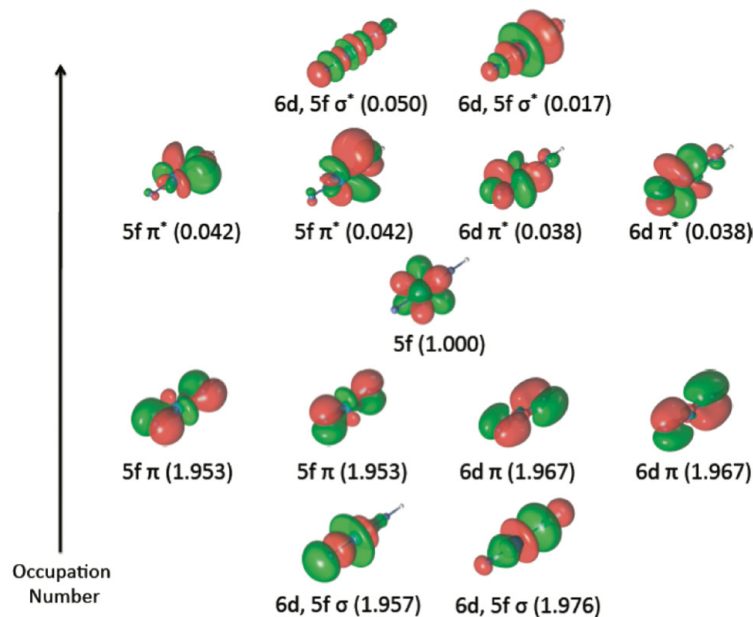 6d, 5f σ* (0.050) 6d, 5f σ* (0.017)
5f π* (0.042) 5f π* (0.042) 6d π* (0.038) 6d π* (0.038)
5f (1.000)
5f π (1.953) 5f π (1.953) 6d π (1.967) 6d π (1.967)
6d, 5f σ (1.957) 6d, 5f σ (1.976)
Occupation
Number